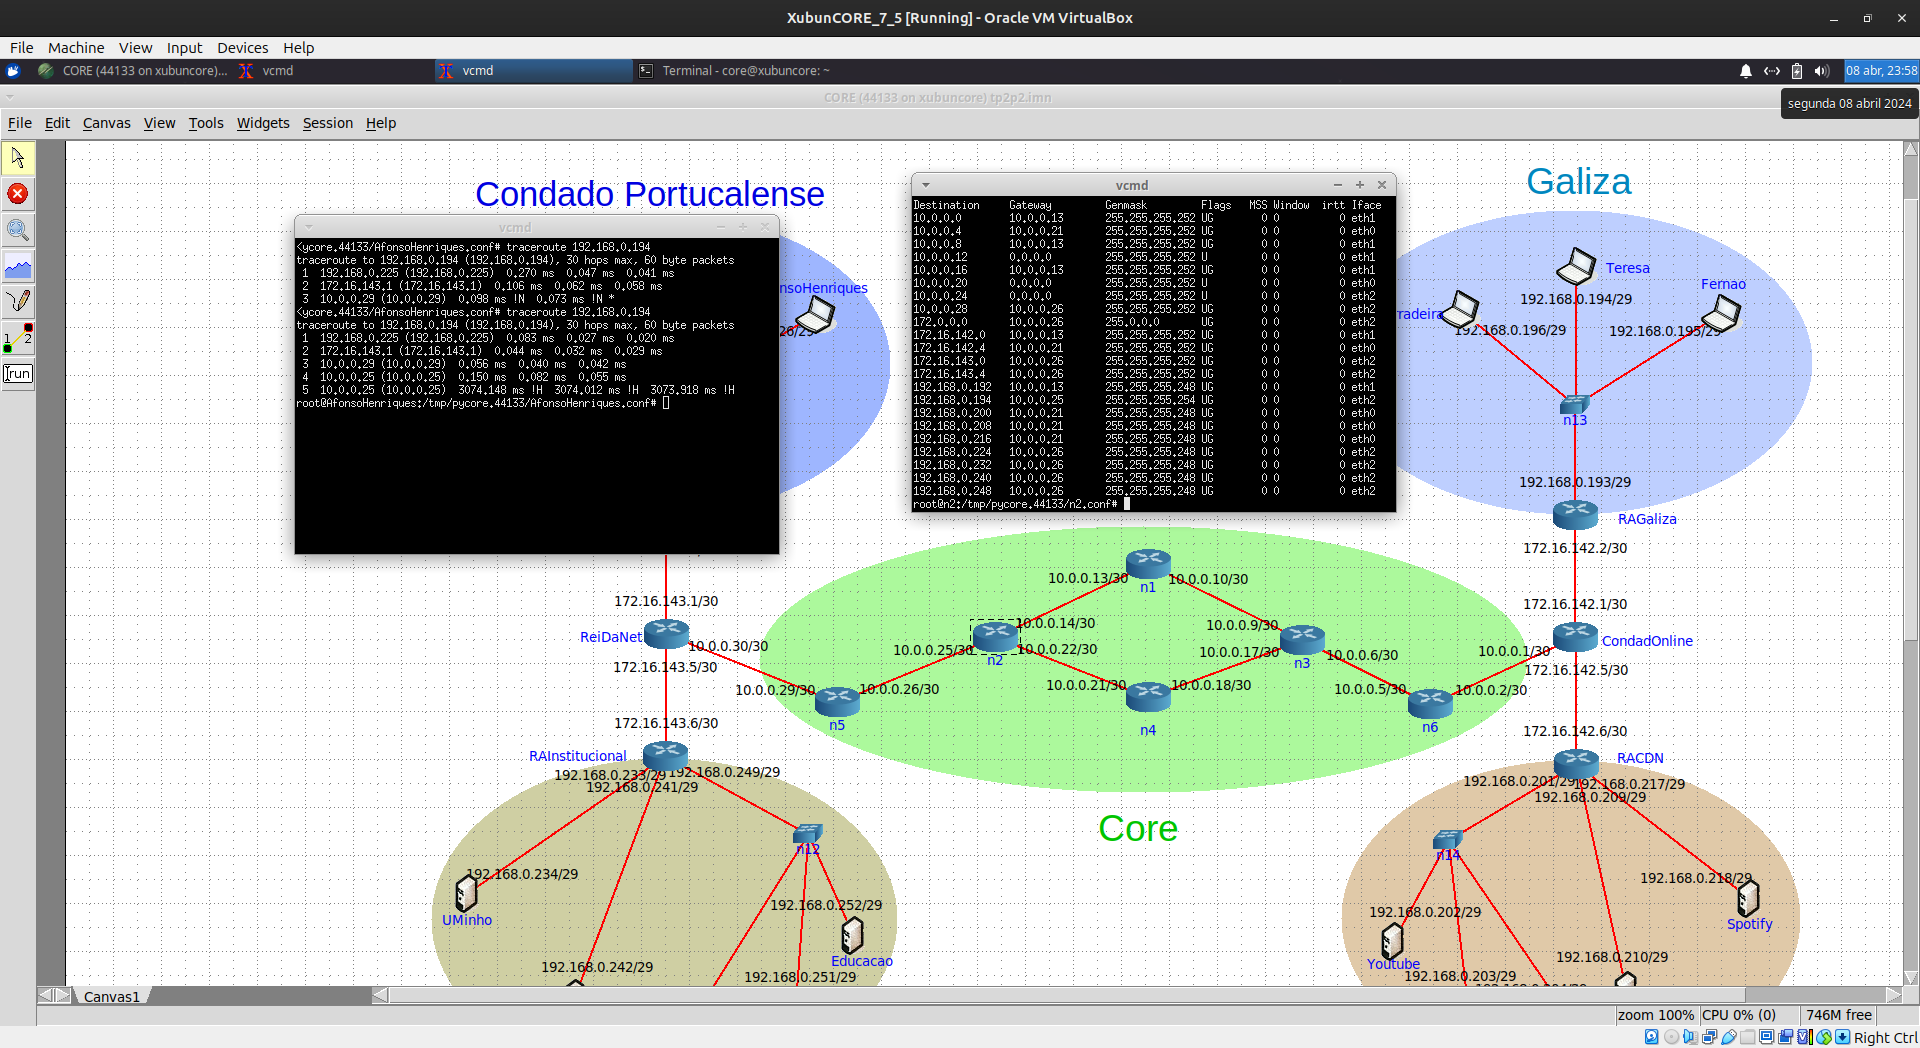 XubunCORE_7_5 [Running] - Oracle VM VirtualBox
File Machine View Input Devices Help
CORE (44133 on xubuncore)... vcmd vcmd Terminal - core@xubuncore: ~ 08 abr, 23:58
CORE (44133 on xubuncore) tp2p2.imn
segunda 08 abril 2024
File Edit Canvas View Tools Widgets Session Help
run
Condado Portucalense
vcmd
<ycore.44133/AfonsoHenriques.conf# traceroute 192.168.0.194
traceroute to 192.168.0.194 (192.168.0.194), 30 hops max, 60 byte packets
1 192.168.0.225 (192.168.0.225) 0.270 ms 0.047 ms 0.041 ms
2 172.16.143.1 (172.16.143.1) 0.106 ms 0.062 ms 0.058 ms
3 10.0.0.29 (10.0.0.29) 0.098 ms !N 0.073 ms !N *
<ycore.44133/AfonsoHenriques.conf# traceroute 192.168.0.194
traceroute to 192.168.0.194 (192.168.0.194), 30 hops max, 60 byte packets
1 192.168.0.225 (192.168.0.225) 0.083 ms 0.027 ms 0.020 ms
2 172.16.143.1 (172.16.143.1) 0.044 ms 0.032 ms 0.029 ms
3 10.0.0.29 (10.0.0.29) 0.056 ms 0.040 ms 0.042 ms
4 10.0.0.25 (10.0.0.25) 0.150 ms 0.082 ms 0.055 ms
5 10.0.0.25 (10.0.0.25) 3074.148 ms !H 3074.012 ms !H 3073.918 ms !H
root@AfonsoHenriques:/tmp/pycore.44133/AfonsoHenriques.conf#
nsoHenriques
26/29
vcmd
Destination Gateway Genmask Flags MSS Window irtt Iface
10.0.0.0 10.0.0.13 255.255.255.252 UG 0 0 0 eth1
10.0.0.4 10.0.0.21 255.255.255.252 UG 0 0 0 eth0
10.0.0.8 10.0.0.13 255.255.255.252 UG 0 0 0 eth1
10.0.0.12 0.0.0.0 255.255.255.252 U 0 0 0 eth1
10.0.0.16 10.0.0.13 255.255.255.252 UG 0 0 0 eth1
10.0.0.20 0.0.0.0 255.255.255.252 U 0 0 0 eth0
10.0.0.24 0.0.0.0 255.255.255.252 U 0 0 0 eth2
10.0.0.28 10.0.0.26 255.255.255.252 UG 0 0 0 eth2
172.0.0.0 10.0.0.26 255.0.0.0 UG 0 0 0 eth2
172.16.142.0 10.0.0.13 255.255.255.252 UG 0 0 0 eth1
172.16.142.4 10.0.0.21 255.255.255.252 UG 0 0 0 eth0
172.16.143.0 10.0.0.26 255.255.255.252 UG 0 0 0 eth2
172.16.143.4 10.0.0.26 255.255.255.252 UG 0 0 0 eth2
192.168.0.192 10.0.0.13 255.255.255.248 UG 0 0 0 eth1
192.168.0.194 10.0.0.25 255.255.255.254 UG 0 0 0 eth2
192.168.0.200 10.0.0.21 255.255.255.248 UG 0 0 0 eth0
192.168.0.208 10.0.0.21 255.255.255.248 UG 0 0 0 eth0
192.168.0.216 10.0.0.21 255.255.255.248 UG 0 0 0 eth0
192.168.0.224 10.0.0.26 255.255.255.248 UG 0 0 0 eth2
192.168.0.232 10.0.0.26 255.255.255.248 UG 0 0 0 eth2
192.168.0.240 10.0.0.26 255.255.255.248 UG 0 0 0 eth2
192.168.0.248 10.0.0.26 255.255.255.248 UG 0 0 0 eth2
root@n2:/tmp/pycore.44133/n2.conf#
Galiza
Teresa
192.168.0.194/29
Fernao
radeira
192.168.0.196/29
192.168.0.195/29
n13
192.168.0.193/29
RAGaliza
172.16.142.2/30
172.16.142.1/30
CondadOnline
172.16.142.5/30
172.16.142.6/30
172.16.143.1/30
ReiDaNet
10.0.0.30/30
172.16.143.5/30
172.16.143.6/30
10.0.0.29/30
10.0.0.26/30
n5
10.0.0.25/30
n2
10.0.0.14/30
10.0.0.22/30
10.0.0.13/30
10.0.0.10/30
n1
10.0.0.21/30
10.0.0.18/30
n4
10.0.0.9/30
10.0.0.17/30
n3
10.0.0.6/30
10.0.0.5/30
n6
10.0.0.1/30
10.0.0.2/30
Core
RAInstitucional
192.168.0.233/29
192.168.0.249/29
192.168.0.241/29
n12
192.168.0.234/29
UMinho
192.168.0.252/29
Educacao
192.168.0.242/29
192.168.0.251/29
RACDN
192.168.0.201/29
192.168.0.217/29
192.168.0.209/29
n14
192.168.0.218/29
Spotify
192.168.0.202/29
Youtube
192.168.0.210/29
192.168.0.203/29
Canvas1
zoom 100% CPU 0% (0) 746M free
Right Ctrl